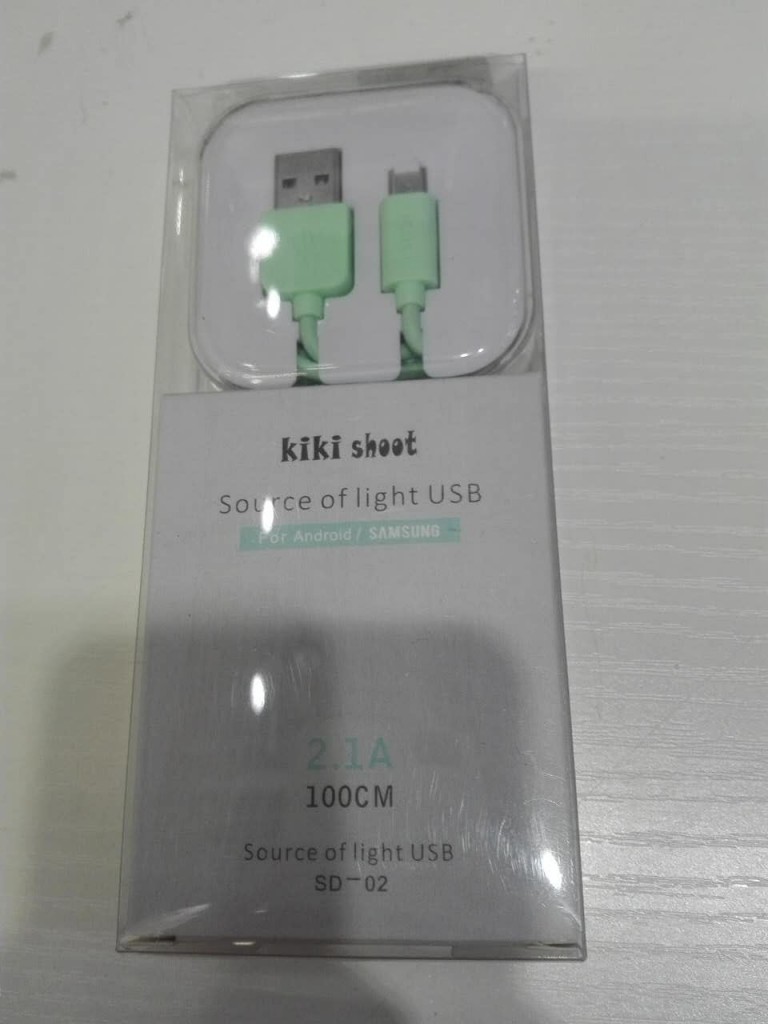 kiki shoot
Source of light USB
For Android / SAMSUNG
2.1A
100CM
Source of light USB
SD-02